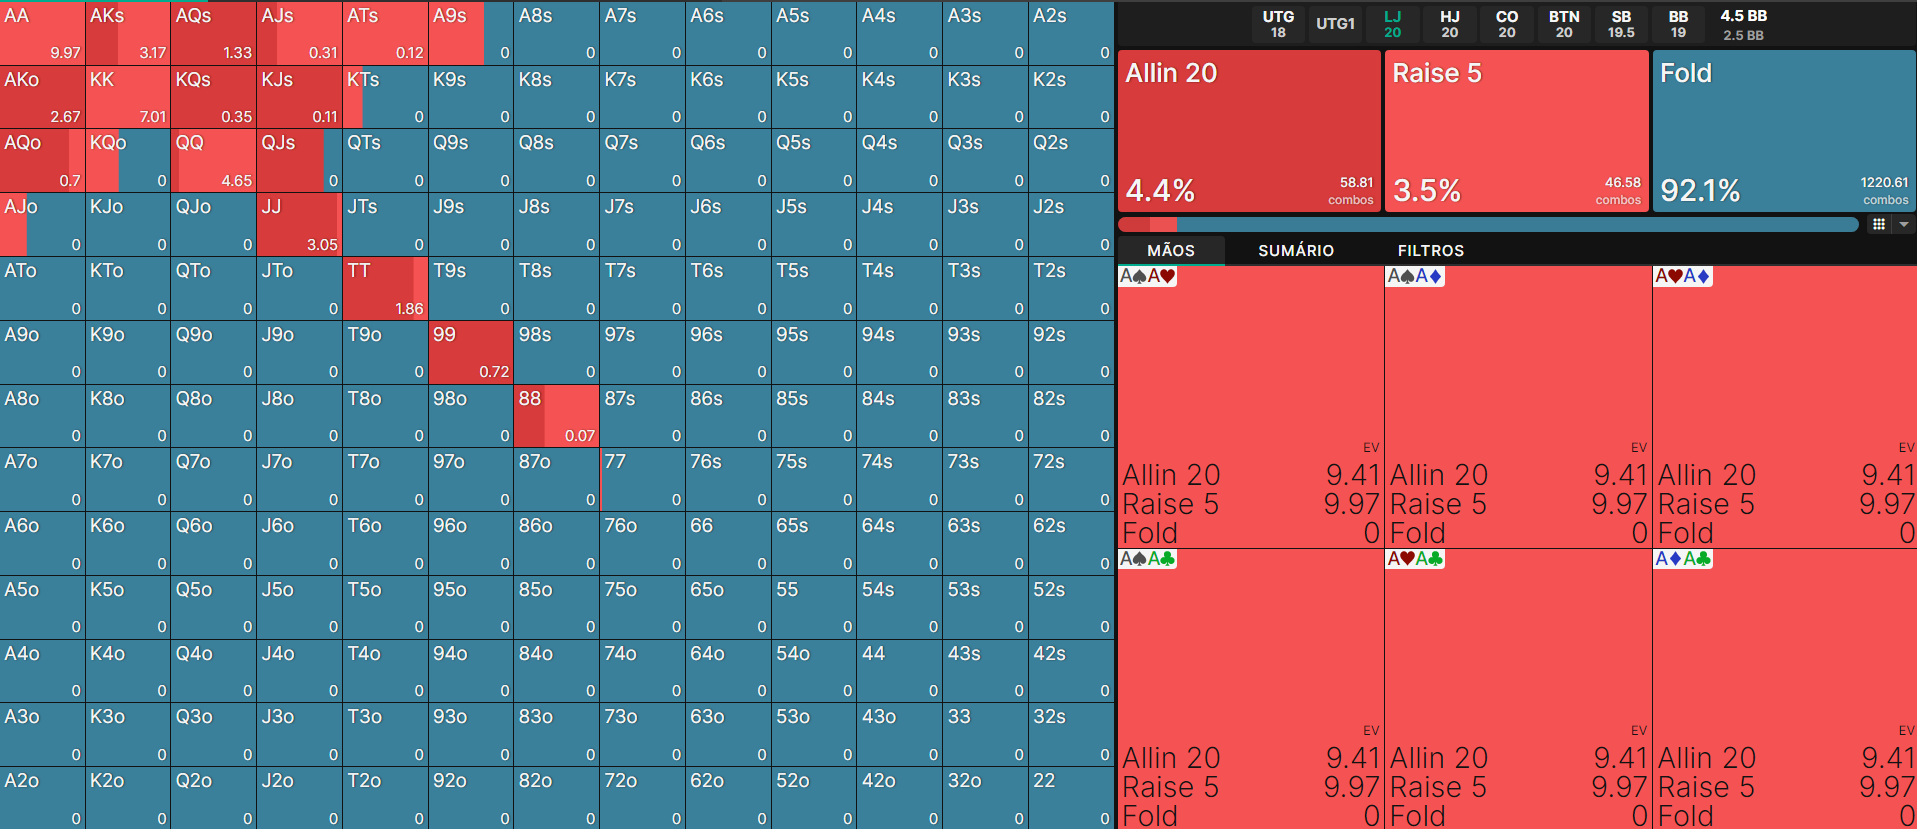 AA AKs AQs AJs ATs A9s A8s A7s A6s A5s A4s A3s A2s
9.97 3.17 1.33 0.31 0.12 0 0 0 0 0 0 0 0
AKo KK KQs KJs KTs K9s K8s K7s K6s K5s K4s K3s K2s
2.67 7.01 0.35 0.11 0 0 0 0 0 0 0 0 0
AQo KQo QQ QJs QTs Q9s Q8s Q7s Q6s Q5s Q4s Q3s Q2s
0.7 0 4.65 0 0 0 0 0 0 0 0 0 0
AJo KJo QJo JJ JTs J9s J8s J7s J6s J5s J4s J3s J2s
0 0 0 3.05 0 0 0 0 0 0 0 0 0
ATo KTo QTo JTo TT T9s T8s T7s T6s T5s T4s T3s T2s
0 0 0 0 1.86 0 0 0 0 0 0 0 0
A9o K9o Q9o J9o T9o 99 98s 97s 96s 95s 94s 93s 92s
0 0 0 0 0 0.72 0 0 0 0 0 0 0
A8o K8o Q8o J8o T8o 98o 88 87s 86s 85s 84s 83s 82s
0 0 0 0 0 0 0.07 0 0 0 0 0 0
A7o K7o Q7o J7o T7o 97o 87o 77 76s 75s 74s 73s 72s
0 0 0 0 0 0 0 0 0 0 0 0 0
A6o K6o Q6o J6o T6o 96o 86o 76o 66 65s 64s 63s 62s
0 0 0 0 0 0 0 0 0 0 0 0 0
A5o K5o Q5o J5o T5o 95o 85o 75o 65o 55 54s 53s 52s
0 0 0 0 0 0 0 0 0 0 0 0 0
A4o K4o Q4o J4o T4o 94o 84o 74o 64o 54o 44 43s 42s
0 0 0 0 0 0 0 0 0 0 0 0 0
A3o K3o Q3o J3o T3o 93o 83o 73o 63o 53o 43o 33 32s
0 0 0 0 0 0 0 0 0 0 0 0 0
A2o K2o Q2o J2o T2o 92o 82o 72o 62o 52o 42o 32o 22
0 0 0 0 0 0 0 0 0 0 0 0 0
UTG UTG1 LJ HJ CO BTN SB BB 4.5 BB
18 20 20 20 20 19.5 19 2.5 BB
Allin 20 Raise 5 Fold
4.4% 58.81 combos 3.5% 46.58 combos 92.1% 1220.61 combos
MÃOS SUMÁRIO FILTROS
A♠A♥ A♠A♦ A♥A♦
EV EV EV
Allin 20 9.41 Allin 20 9.41 Allin 20 9.41
Raise 5 9.97 Raise 5 9.97 Raise 5 9.97
Fold 0 Fold 0 Fold 0
A♠A♣ A♥A♣ A♦A♣
EV EV EV
Allin 20 9.41 Allin 20 9.41 Allin 20 9.41
Raise 5 9.97 Raise 5 9.97 Raise 5 9.97
Fold 0 Fold 0 Fold 0